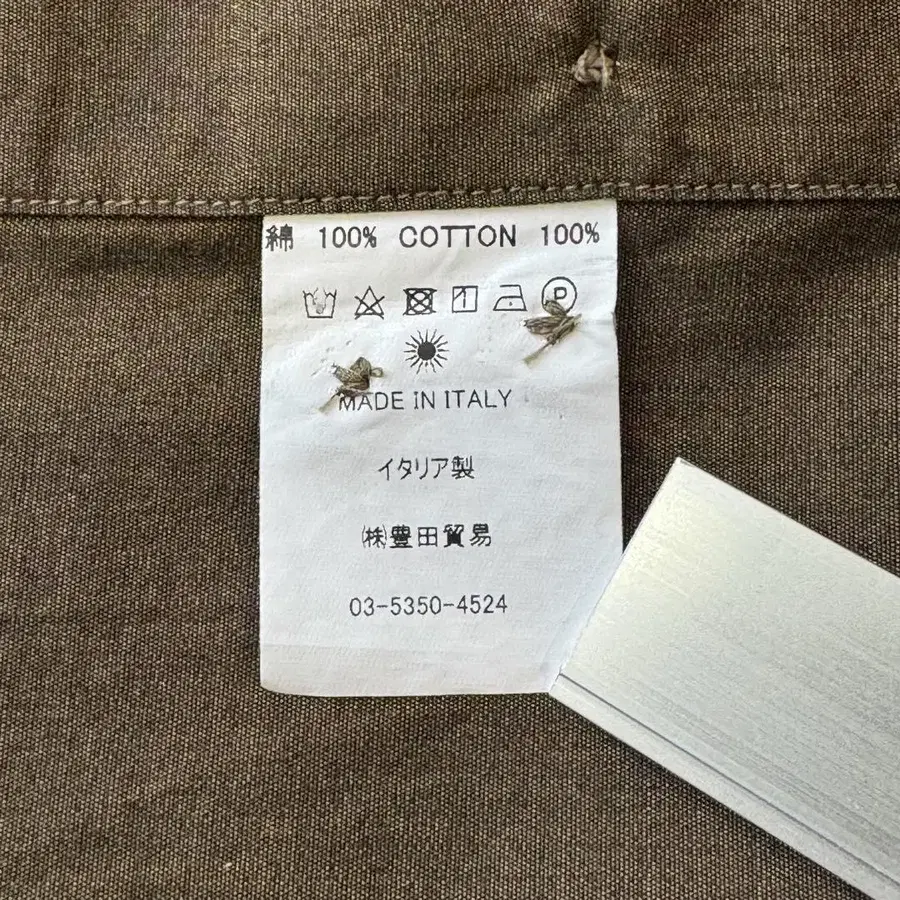 綿 100% COTTON 100%
P
MADE IN ITALY
イタリア製
㈱豊田貿易
03-5350-4524